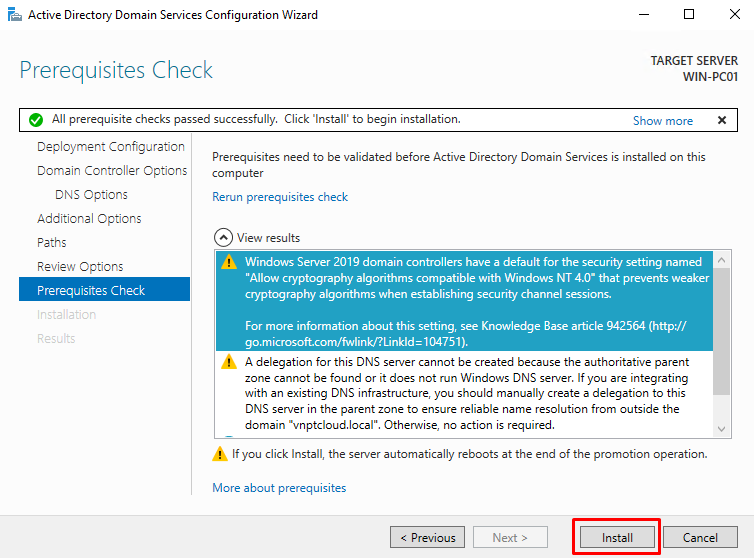 Active Directory Domain Services Configuration Wizard
Prerequisites Check
TARGET SERVER
WIN-PC01
All prerequisite checks passed successfully. Click 'Install' to begin installation.
Show more
Deployment Configuration
Domain Controller Options
DNS Options
Additional Options
Paths
Review Options
Prerequisites Check
Installation
Results
Prerequisites need to be validated before Active Directory Domain Services is installed on this
computer
Rerun prerequisites check
View results
Windows Server 2019 domain controllers have a default for the security setting named
"Allow cryptography algorithms compatible with Windows NT 4.0" that prevents weaker
cryptography algorithms when establishing security channel sessions.
For more information about this setting, see Knowledge Base article 942564 (http://
go.microsoft.com/fwlink/?LinkId=104751).
A delegation for this DNS server cannot be created because the authoritative parent
zone cannot be found or it does not run Windows DNS server. If you are integrating
with an existing DNS infrastructure, you should manually create a delegation to this
DNS server in the parent zone to ensure reliable name resolution from outside the
domain "vnptcloud.local". Otherwise, no action is required.
If you click Install, the server automatically reboots at the end of the promotion operation.
More about prerequisites
< Previous
Next >
Install
Cancel